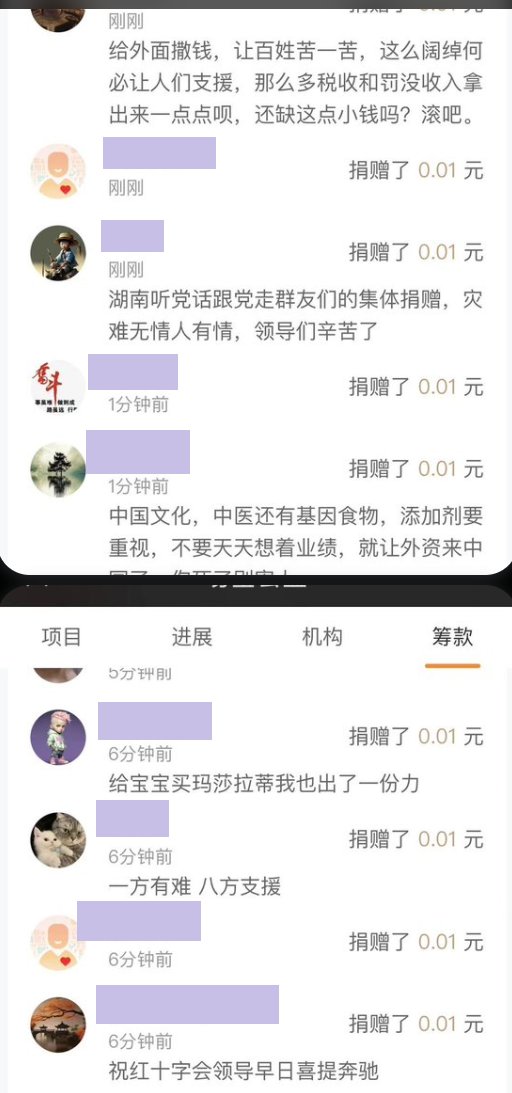 刚刚
给外面撒钱，让百姓苦一苦，这么阔绰何
必让人们支援，那么多税收和罚没收入拿
出来一点点呗，还缺这点小钱吗？滚吧。
捐赠了 0.01 元
刚刚
捐赠了 0.01 元
刚刚
湖南听党话跟党走群友们的集体捐赠，灾
难无情人有情，领导们辛苦了
奋斗
捐赠了 0.01 元
1分钟前
捐赠了 0.01 元
1分钟前
中国文化，中医还有基因食物，添加剂要
重视，不要天天想着业绩，就让外资来中
项目 进展 机构 筹款
5分钟前
捐赠了 0.01 元
6分钟前
给宝宝买玛莎拉蒂我也出了一份力
捐赠了 0.01 元
6分钟前
一方有难 八方支援
捐赠了 0.01 元
6分钟前
捐赠了 0.01 元
6分钟前
祝红十字会领导早日喜提奔驰